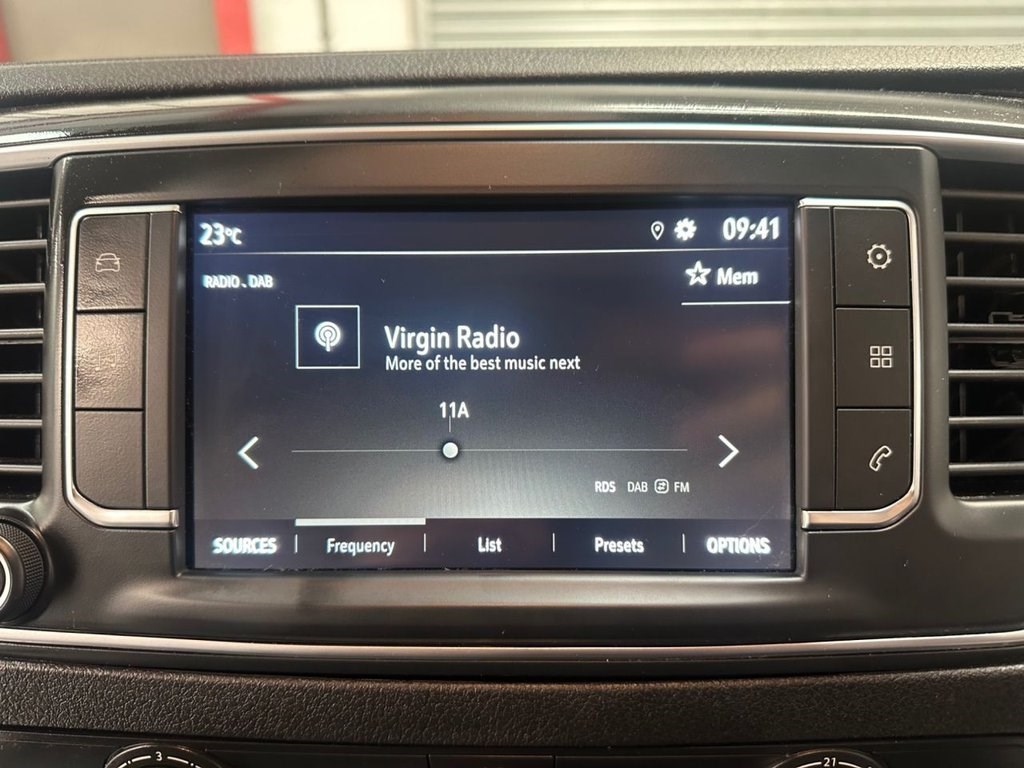 23°C
09:41
RADIO . DAB
Mem
Virgin Radio
More of the best music next
11A
RDS DAB FM
SOURCES Frequency List Presets OPTIONS
3
21